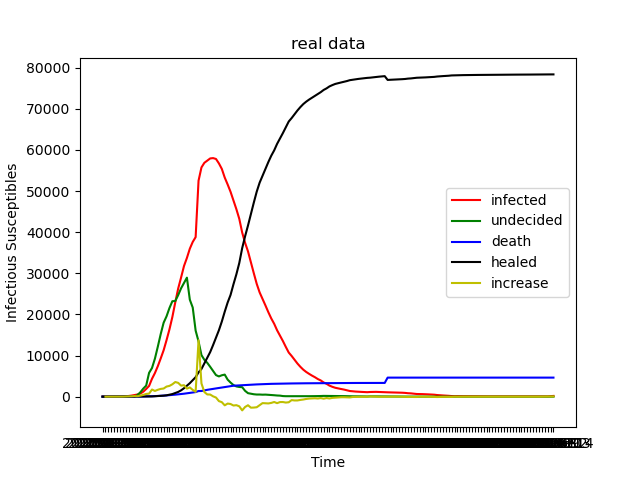 real data
Infectious Susceptibles
80000
70000
60000
50000
40000
30000
20000
10000
0
infected
undecided
death
healed
increase
Time